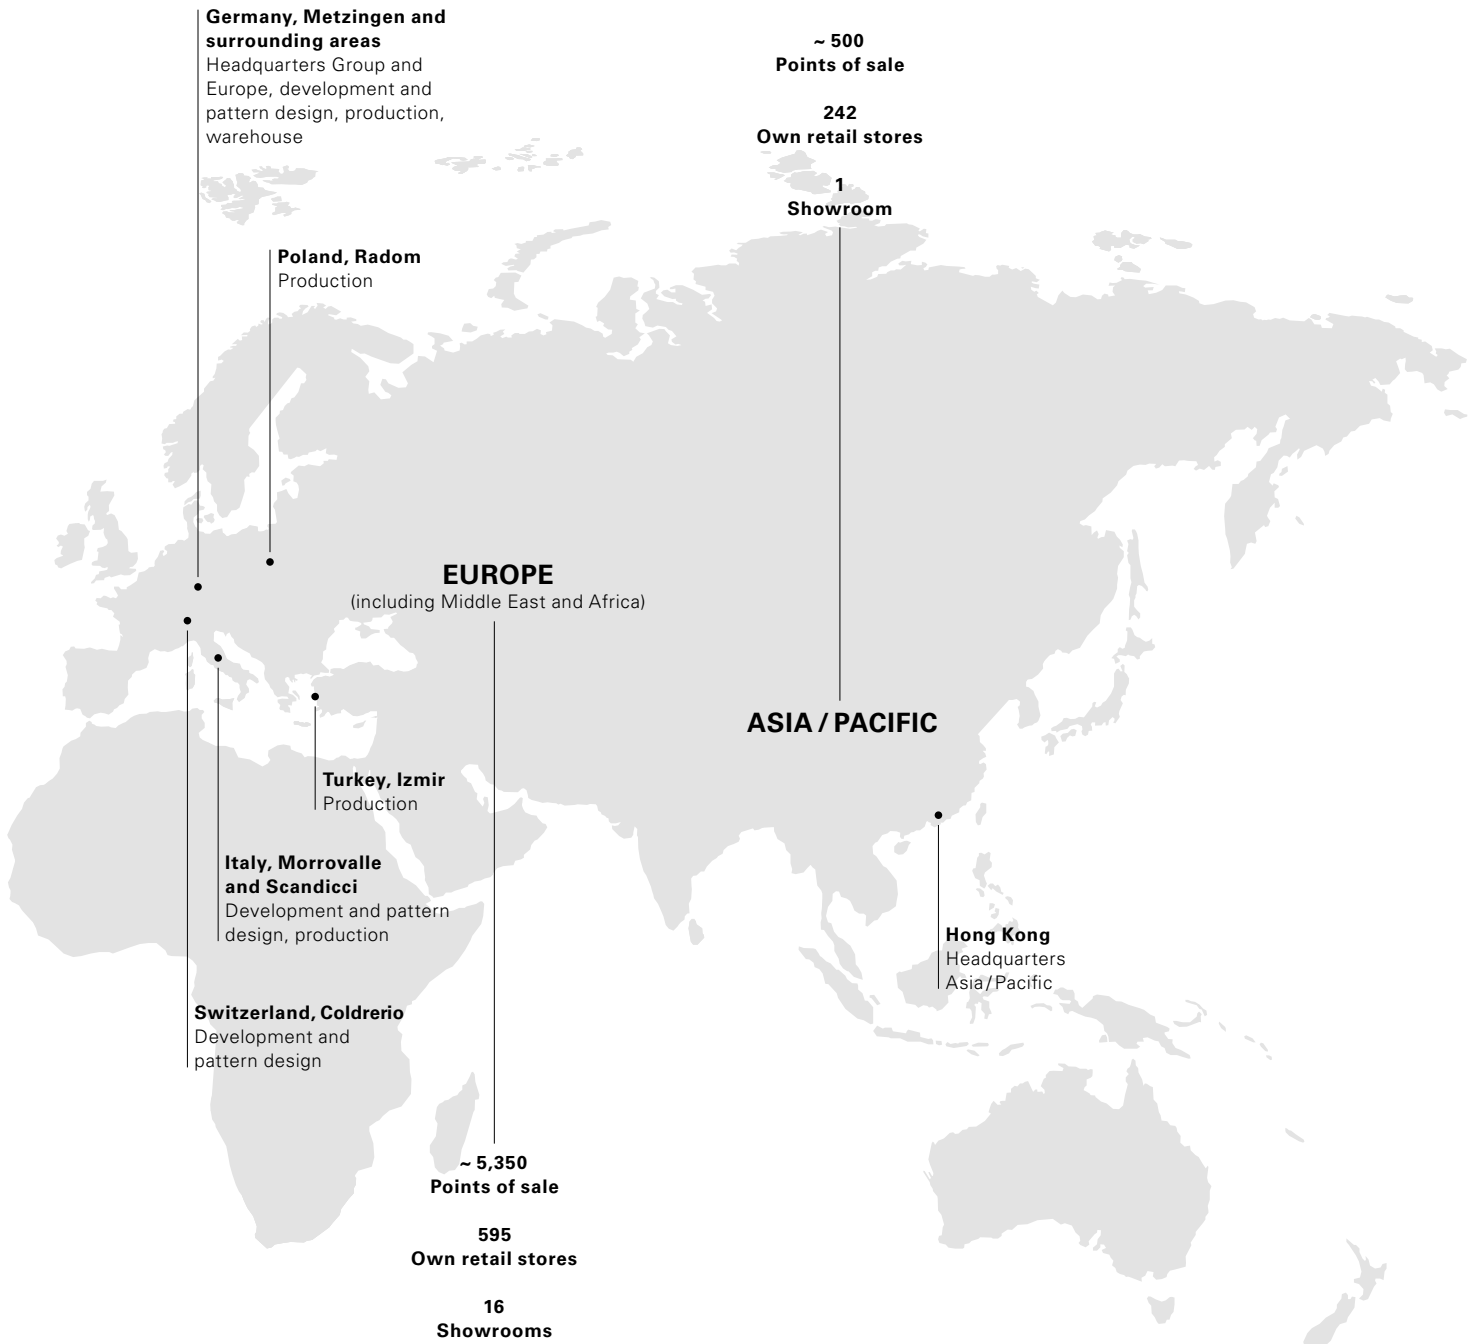 Germany, Metzingen and
surrounding areas
Headquarters Group and
Europe, development and
pattern design, production,
warehouse
~ 500
Points of sale
242
Own retail stores
1
Showroom
Poland, Radom
Production
EUROPE
(including Middle East and Africa)
ASIA / PACIFIC
Turkey, Izmir
Production
Italy, Morrovalle
and Scandicci
Development and pattern
design, production
Hong Kong
Headquarters
Asia/Pacific
Switzerland, Coldrerio
Development and
pattern design
~ 5,350
Points of sale
595
Own retail stores
16
Showrooms